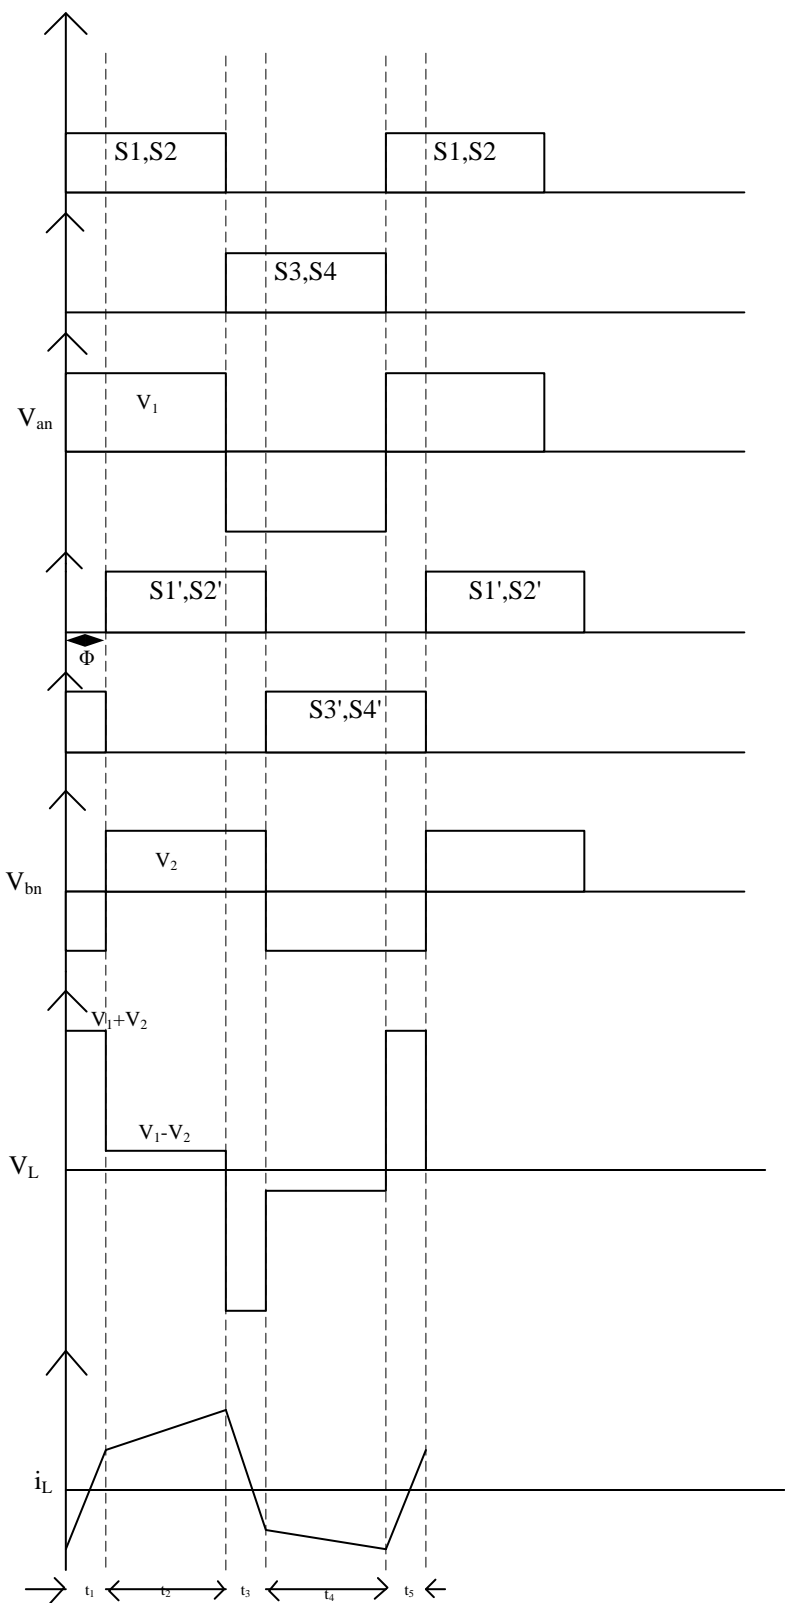 S1,S2 S1,S2
S3,S4
V1
Van
S1',S2' S1',S2'
Φ
S3',S4'
V2
Vbn
V1+V2
V1-V2
VL
iL
t1 t2 t3 t4 t5